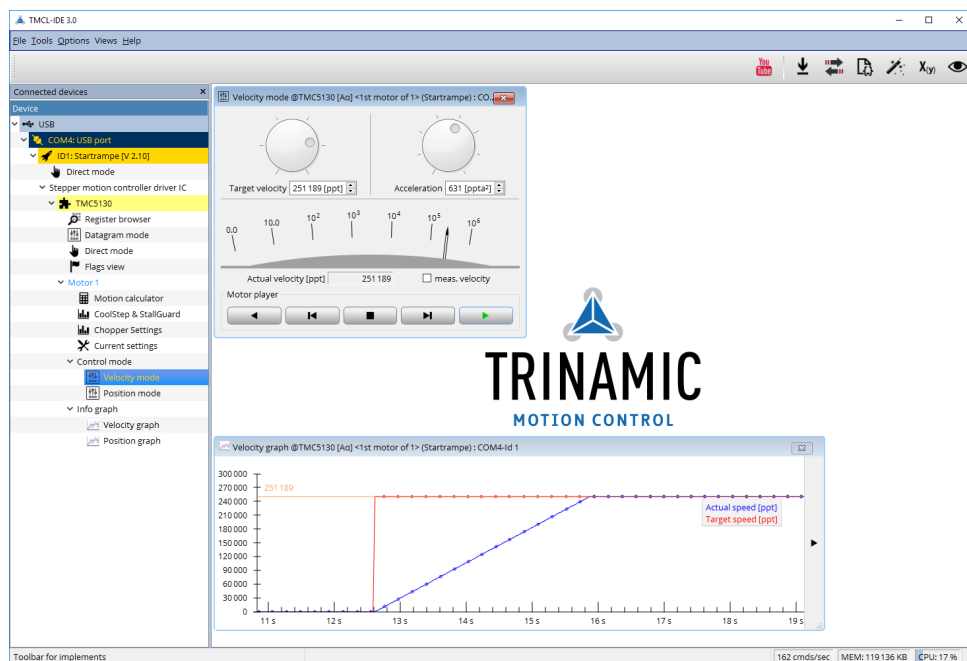 TMCL-IDE 3.0
File Tools Options Views Help
You Tube
X(y)
Connected devices
Device
USB
COM4: USB port
ID1: Startrampe [V 2.10]
Direct mode
Stepper motion controller driver IC
TMC5130
Register browser
Datagram mode
Direct mode
Flags view
Motor 1
Motion calculator
CoolStep & StallGuard
Chopper Settings
Current settings
Control mode
Velocity mode
Position mode
Info graph
Velocity graph
Position graph
Velocity mode @TMC5130 [Aq] <1st motor of 1> (Startrampe) : CO...
Target velocity 251 189 [ppt]
Acceleration 631 [ppta²]
0.0 10.0 10² 10³ 10⁴ 10⁵ 10⁶
Actual velocity [ppt] 251 189 meas. velocity
Motor player
TRINAMIC
MOTION CONTROL
Velocity graph @TMC5130 [Aq] <1st motor of 1> (Startrampe) : COM4-Id 1
300 000
270 000
251 189
240 000
210 000
180 000
150 000
120 000
90 000
60 000
30 000
0
Actual speed [ppt]
Target speed [ppt]
11 s 12 s 13 s 14 s 15 s 16 s 17 s 18 s 19 s
Toolbar for implements
162 cmds/sec MEM: 119 136 KB CPU: 17 %